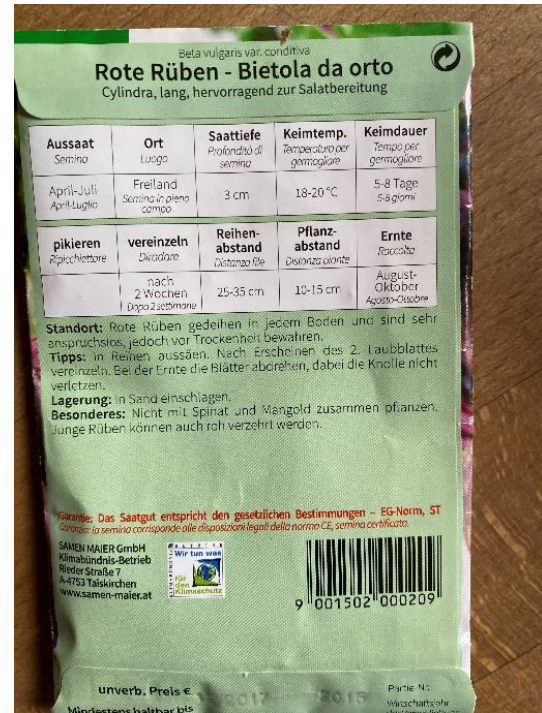 Beta vulgaris var. conditiva
Rote Rüben - Bietola da orto
Cylindra, lang, hervorragend zur Salatbereitung
Aussaat Ort Saattiefe Keimtemp. Keimdauer
Semina Luogo Profondità di semina Temperatura per germogliare Tempo per germogliare
April-Juli Freiland 3 cm 18-20 °C 5-8 Tage
April-Luglio Semina in pieno campo 5-8 giorni
pikieren vereinzeln Reihen-abstand Pflanz-abstand Ernte
Ripicchiettare Diradare Distanza file Distanza piante Raccolta
nach 2 Wochen 25-35 cm 10-15 cm August-Oktober
Dopo 2 settimane Agosto-Ottobre
Standort: Rote Rüben gedeihen in jedem Boden und sind sehr
anspruchslos, jedoch vor Trockenheit bewahren.
Tipps: in Reihen aussäen. Nach Erscheinen des 2. Laubblattes
vereinzeln. Bei der Ernte die Blätter abdrehen, dabei die Knolle nicht
verletzen.
Lagerung: in Sand einschlagen.
Besonderes: Nicht mit Spinat und Mangold zusammen pflanzen.
Junge Rüben können auch roh verzehrt werden.
Garantie: Das Saatgut entspricht den gesetzlichen Bestimmungen – EG-Norm, ST
Garanzia: la semina corrisponde alle disposizioni legali della norma CE, semina certificata.
SAMEN MAIER GmbH
Klimabündnis-Betrieb
Rieder Straße 7
A-4753 Taiskirchen
www.samen-maier.at
Wir tun was
für den Klimaschutz
9 001502 000209
unverb. Preis € 2017 2015 Partie Nr.
Mindestens haltbar bis Wirtschaftsjahr